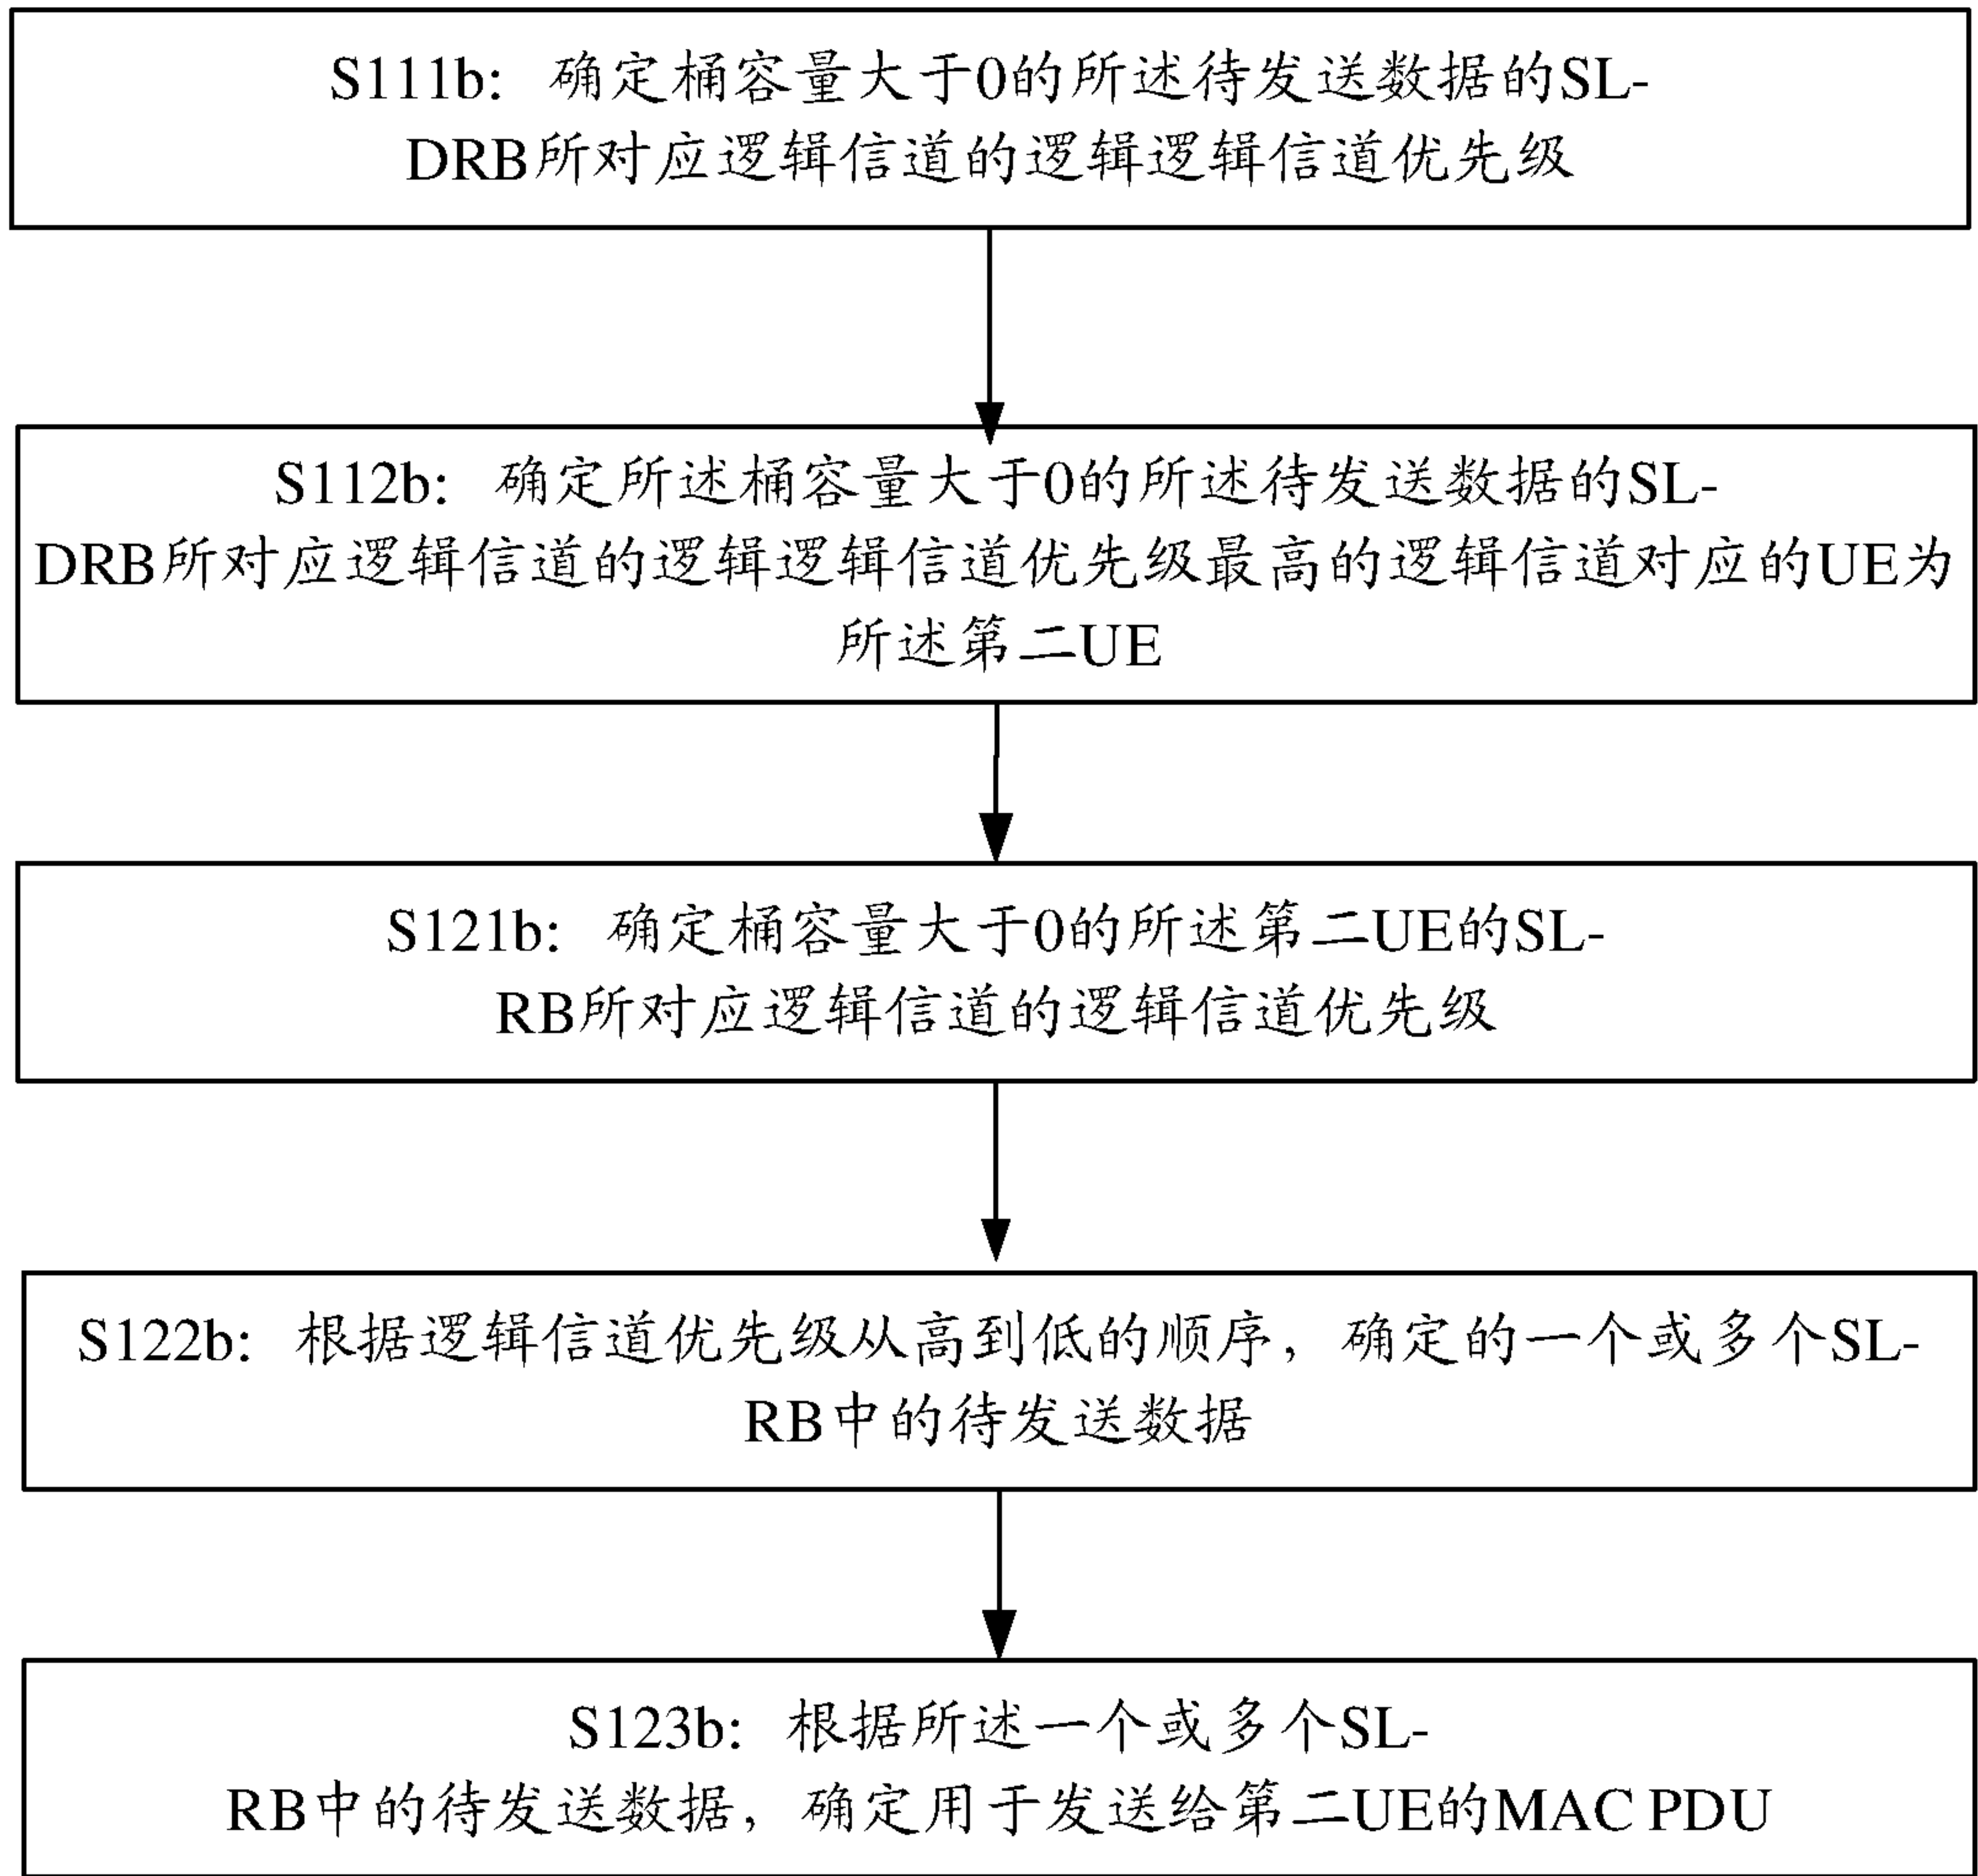 S111b：确定桶容量大于0的所述待发送数据的SL-
DRB所对应逻辑信道的逻辑逻辑信道优先级
S112b：确定所述桶容量大于0的所述待发送数据的SL-
DRB所对应逻辑信道的逻辑逻辑信道优先级最高的逻辑信道对应的UE为
所述第二UE
S121b：确定桶容量大于0的所述第二UE的SL-
RB所对应逻辑信道的逻辑信道优先级
S122b：根据逻辑信道优先级从高到低的顺序，确定的一个或多个SL-
RB中的待发送数据
S123b：根据所述一个或多个SL-
RB中的待发送数据，确定用于发送给第二UE的MAC PDU